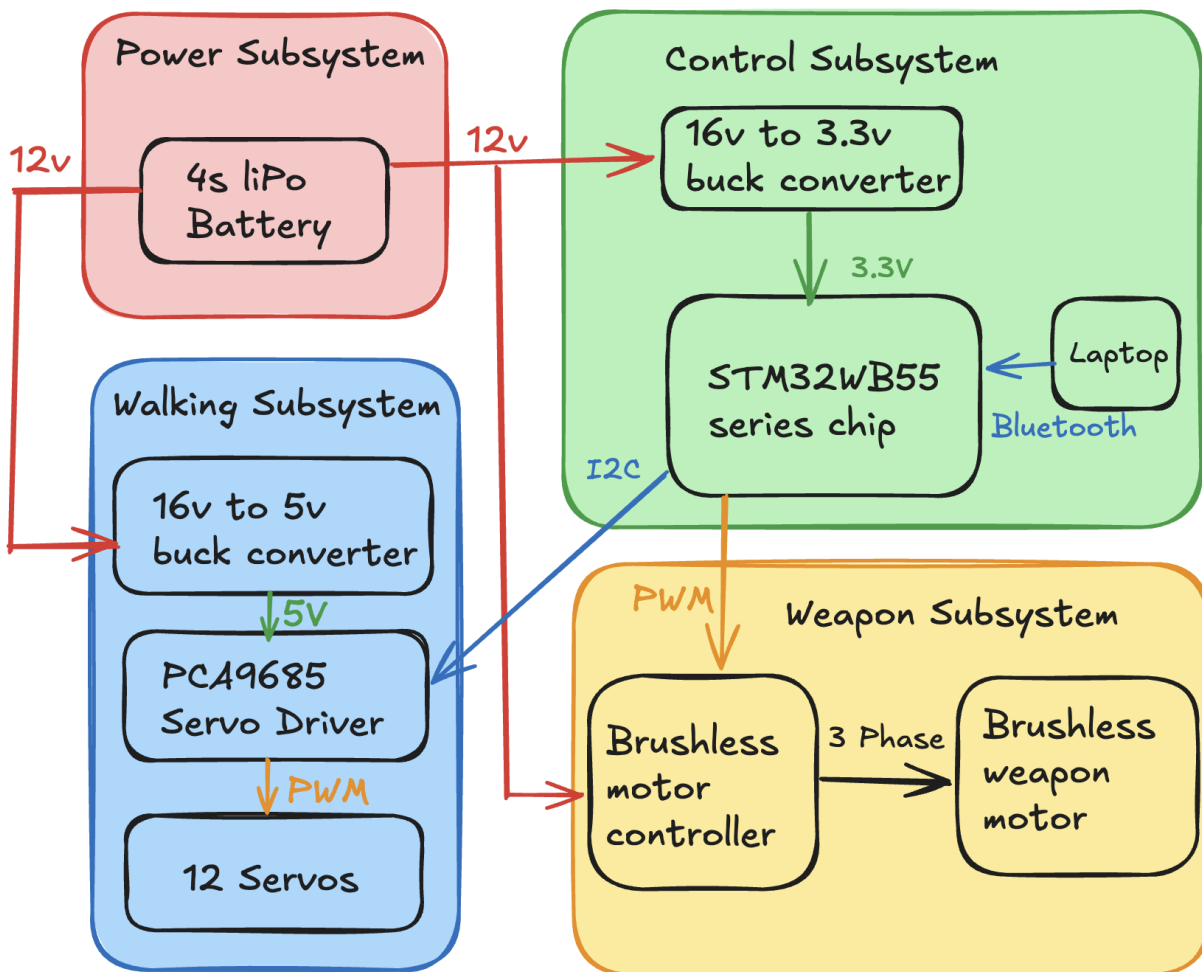 Power Subsystem
12v
4s liPo
Battery
12v
Control Subsystem
16v to 3.3v
buck converter
3.3V
STM32WB55
series chip
Laptop
Bluetooth
I2C
PWM
Walking Subsystem
16v to 5v
buck converter
5V
PCA9685
Servo Driver
PWM
12 Servos
Weapon Subsystem
Brushless
motor
controller
3 Phase
Brushless
weapon
motor